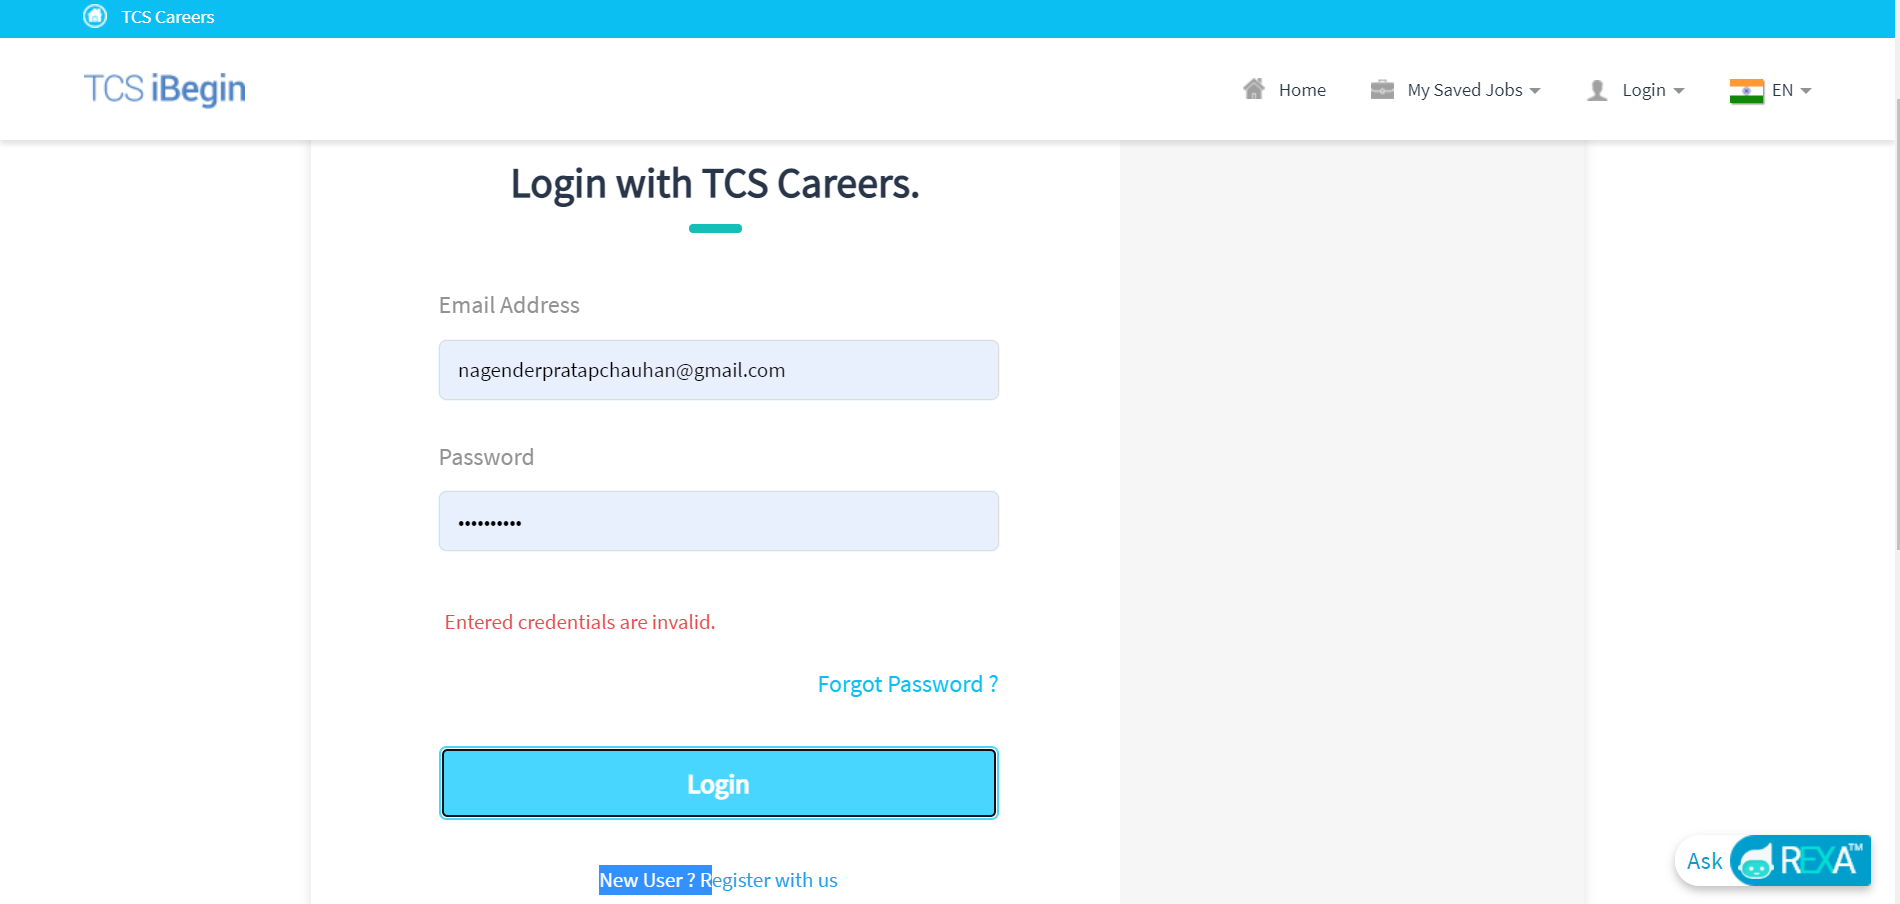 TCS Careers
TCS iBegin
Home
My Saved Jobs
Login
EN
Login with TCS Careers.
Email Address
nagenderpratapchauhan@gmail.com
Password
••••••••••
Entered credentials are invalid.
Forgot Password ?
Login
New User ? Register with us
Ask REXA™